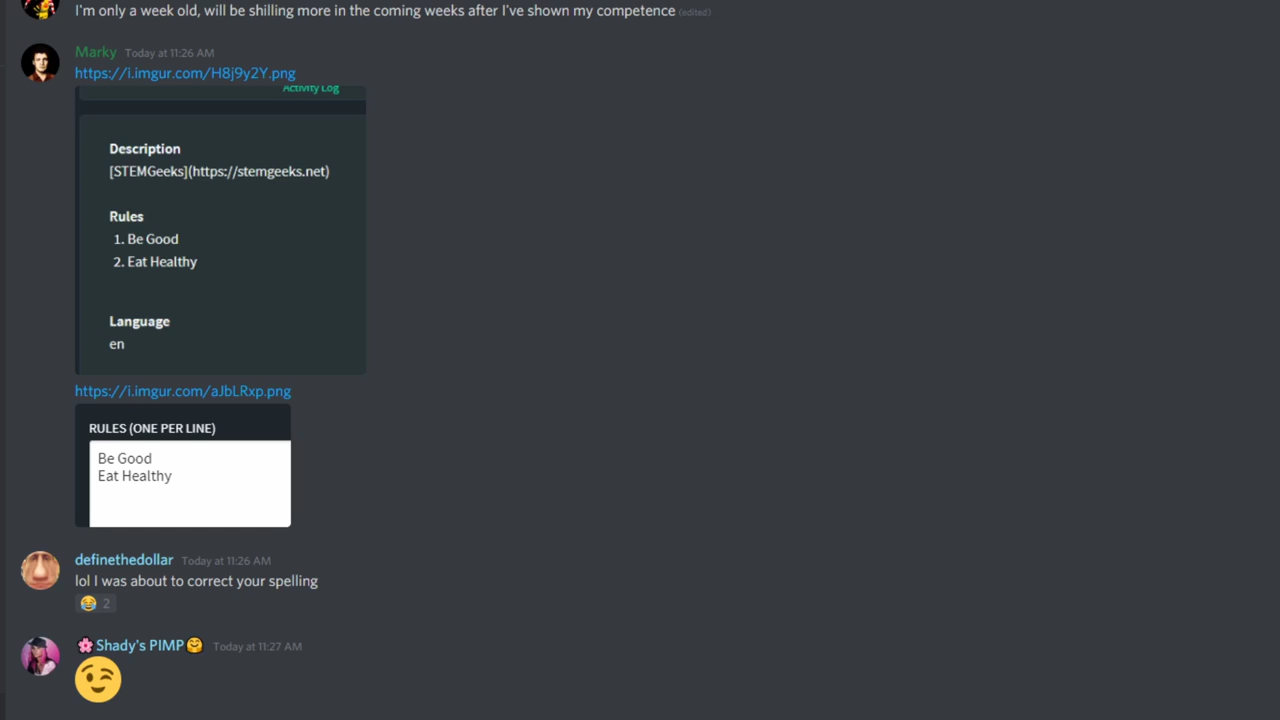 I'm only a week old, will be shilling more in the coming weeks after I've shown my competence (edited)
Marky Today at 11:26 AM
https://i.imgur.com/H8j9y2Y.png
Activity Log
Description
[STEMGeeks](https://stemgeeks.net)
Rules
1. Be Good
2. Eat Healthy
Language
en
https://i.imgur.com/aJbLRxp.png
RULES (ONE PER LINE)
Be Good
Eat Healthy
definethedollar Today at 11:26 AM
lol I was about to correct your spelling
😂 2
🌸Shady's PIMP🤗 Today at 11:27 AM
😉